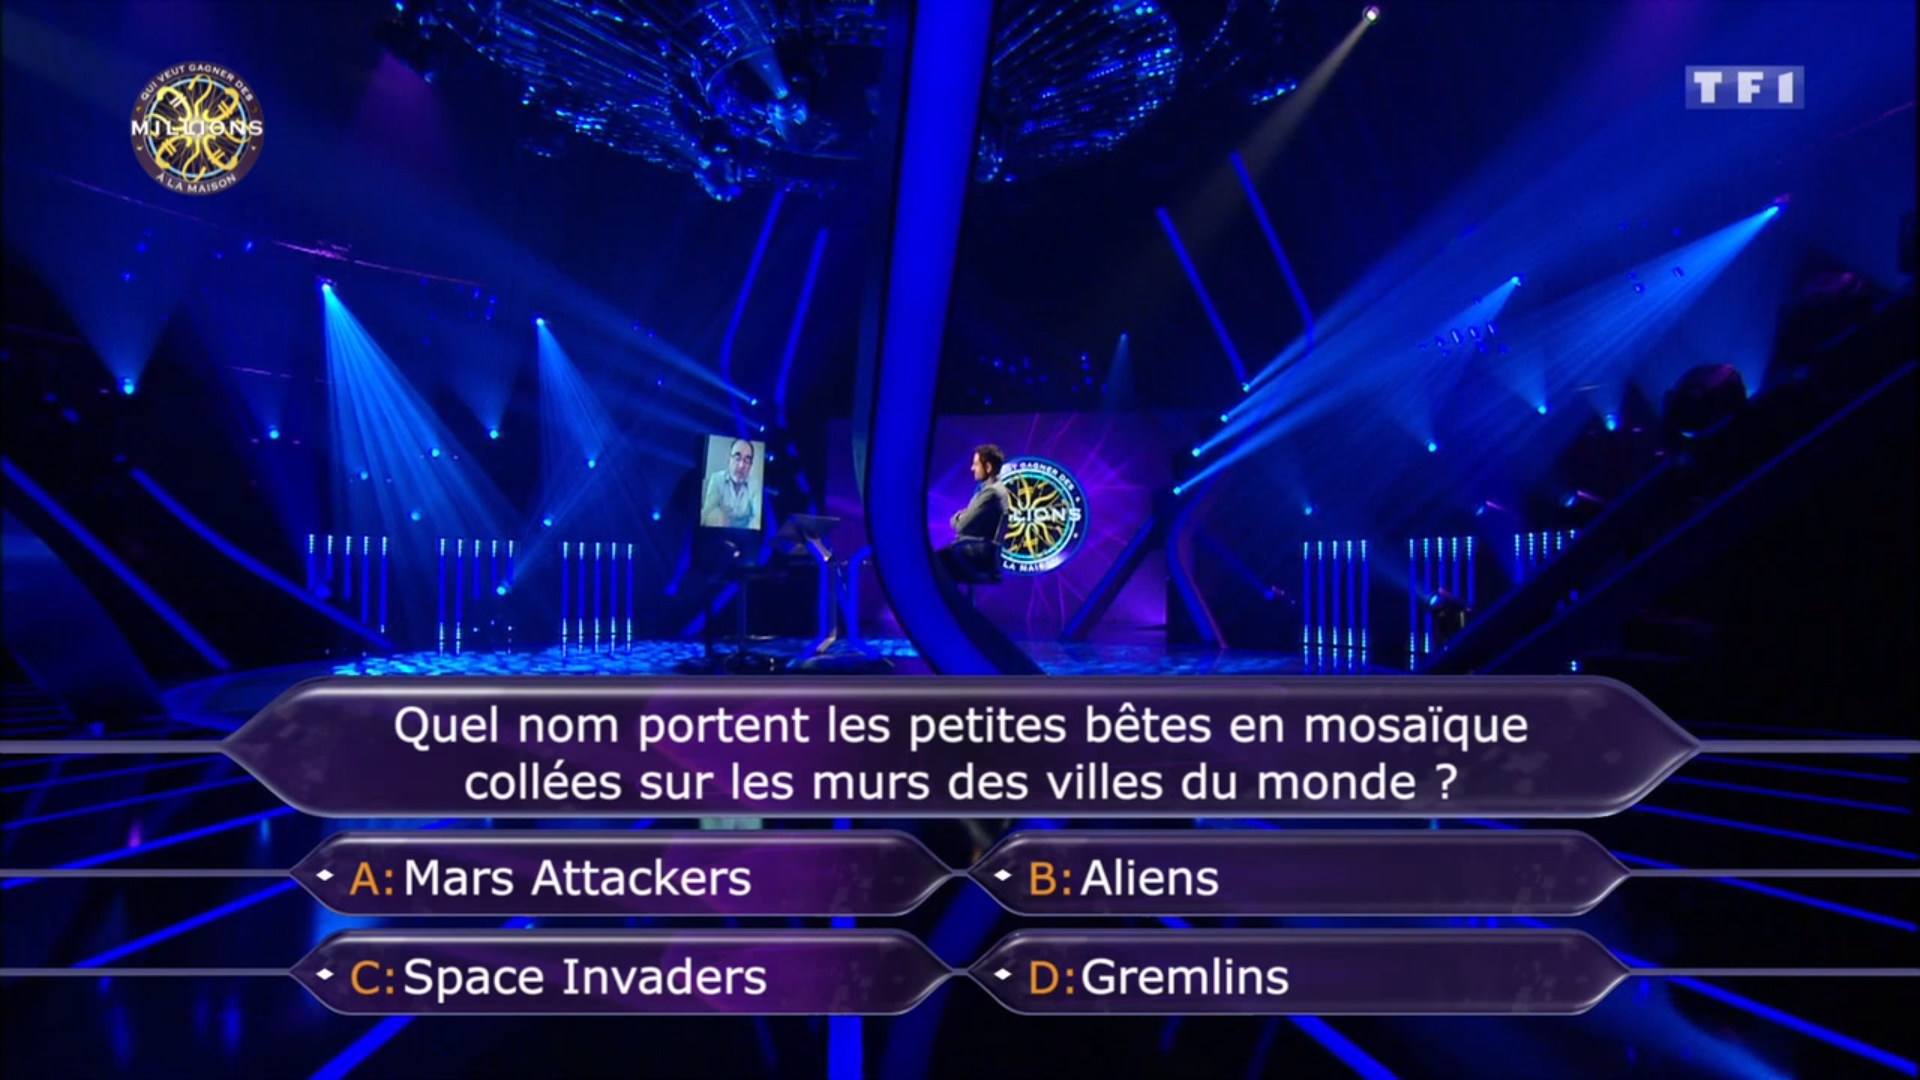 QUI VEUT GAGNER DES
MILLIONS
À LA MAISON
TF1
Quel nom portent les petites bêtes en mosaïque
collées sur les murs des villes du monde ?
A: Mars Attackers
B: Aliens
C: Space Invaders
D: Gremlins